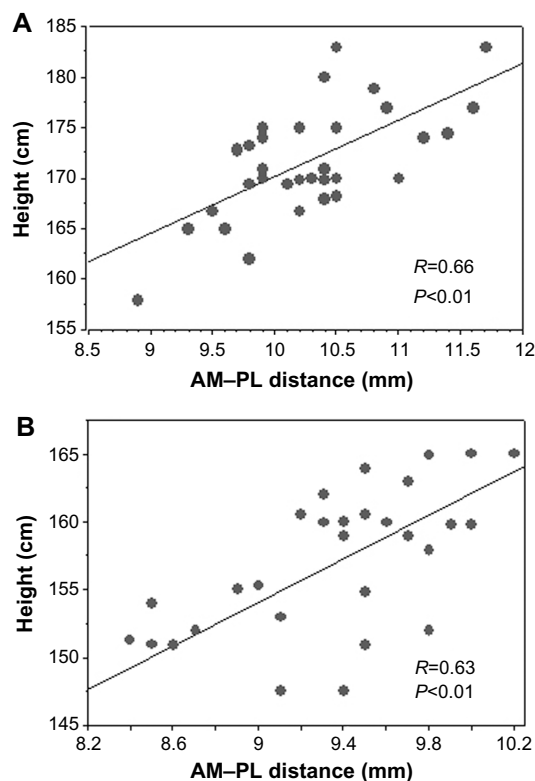 A
Height (cm)
185
180
175
170
165
160
155
8.5 9 9.5 10 10.5 11 11.5 12
R=0.66
P<0.01
AM–PL distance (mm)
B
Height (cm)
165
160
155
150
145
8.2 8.6 9 9.4 9.8 10.2
R=0.63
P<0.01
AM–PL distance (mm)